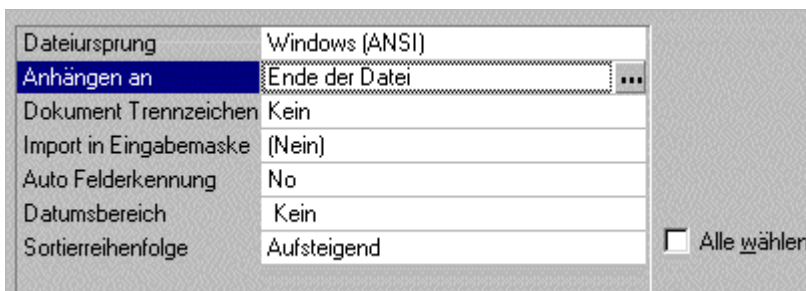 Dateiursprung Windows (ANSI)
Anhängen an Ende der Datei ...
Dokument Trennzeichen Kein
Import in Eingabemaske (Nein)
Auto Felderkennung No
Datumsbereich Kein
Sortierreihenfolge Aufsteigend
Alle wählen